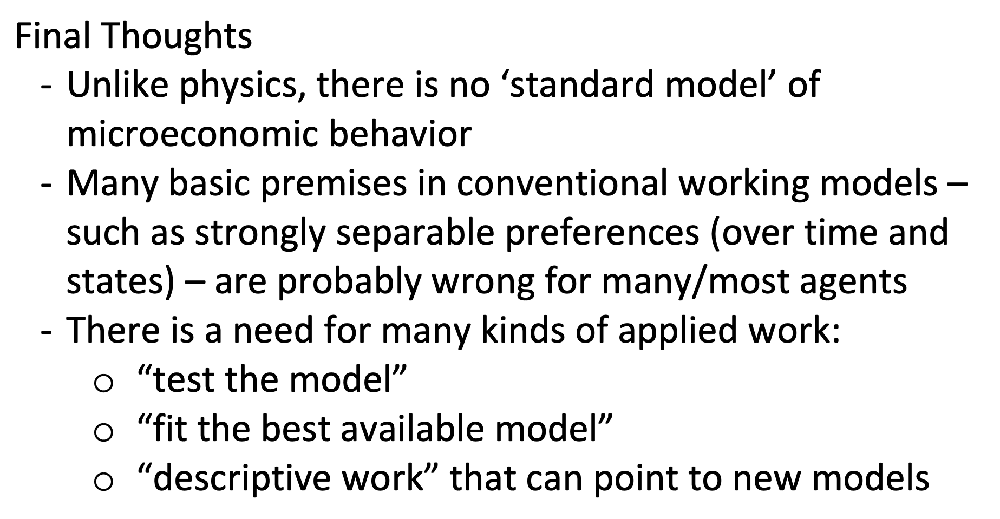 Final Thoughts
- Unlike physics, there is no ‘standard model’ of
microeconomic behavior
- Many basic premises in conventional working models –
such as strongly separable preferences (over time and
states) – are probably wrong for many/most agents
- There is a need for many kinds of applied work:
o “test the model”
o “fit the best available model”
o “descriptive work” that can point to new models